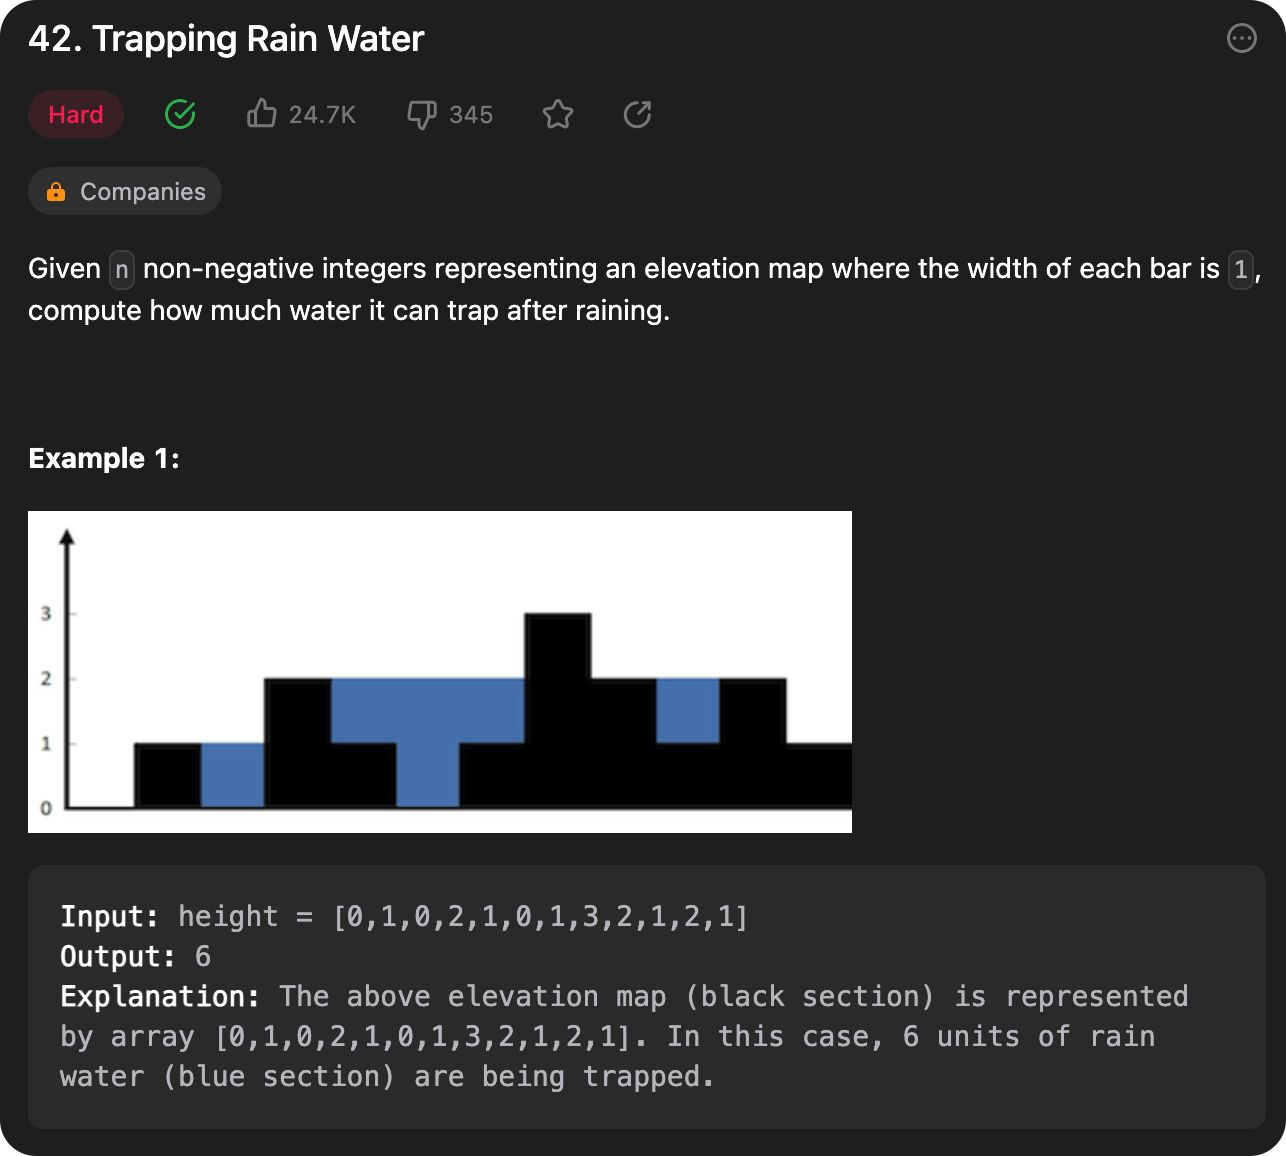 42. Trapping Rain Water
Hard 24.7K 345
Companies
Given n non-negative integers representing an elevation map where the width of each bar is 1,
compute how much water it can trap after raining.
Example 1:
3
2
1
0
Input: height = [0,1,0,2,1,0,1,3,2,1,2,1]
Output: 6
Explanation: The above elevation map (black section) is represented
by array [0,1,0,2,1,0,1,3,2,1,2,1]. In this case, 6 units of rain
water (blue section) are being trapped.